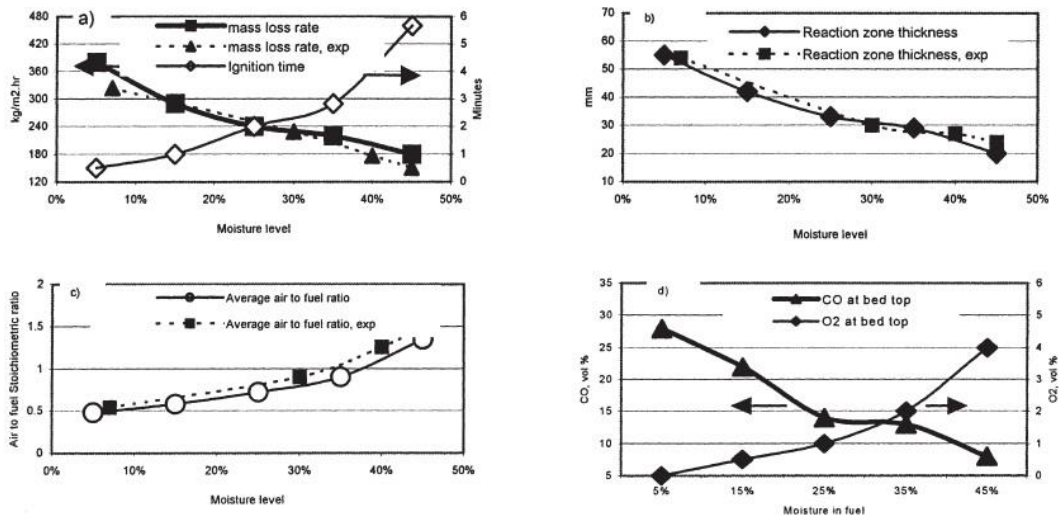 a)
mass loss rate
mass loss rate, exp
Ignition time
480
420
360
300
240
180
120
kg/m2.hr
6
5
4
3
2
1
0
Minutes
0% 10% 20% 30% 40% 50%
Moisture level
b)
Reaction zone thickness
Reaction zone thickness, exp
60
50
40
30
20
10
mm
0% 10% 20% 30% 40% 50%
Moisture level
c)
Average air to fuel ratio
Average air to fuel ratio, exp
2
1.5
1
0.5
0
Air to fuel Stoichiometric ratio
0% 10% 20% 30% 40% 50%
Moisture level
d)
CO at bed top
O2 at bed top
35
30
25
20
15
10
5
CO, vol %
6
5
4
3
2
1
0
O2, vol %
5% 15% 25% 35% 45%
Moisture in fuel